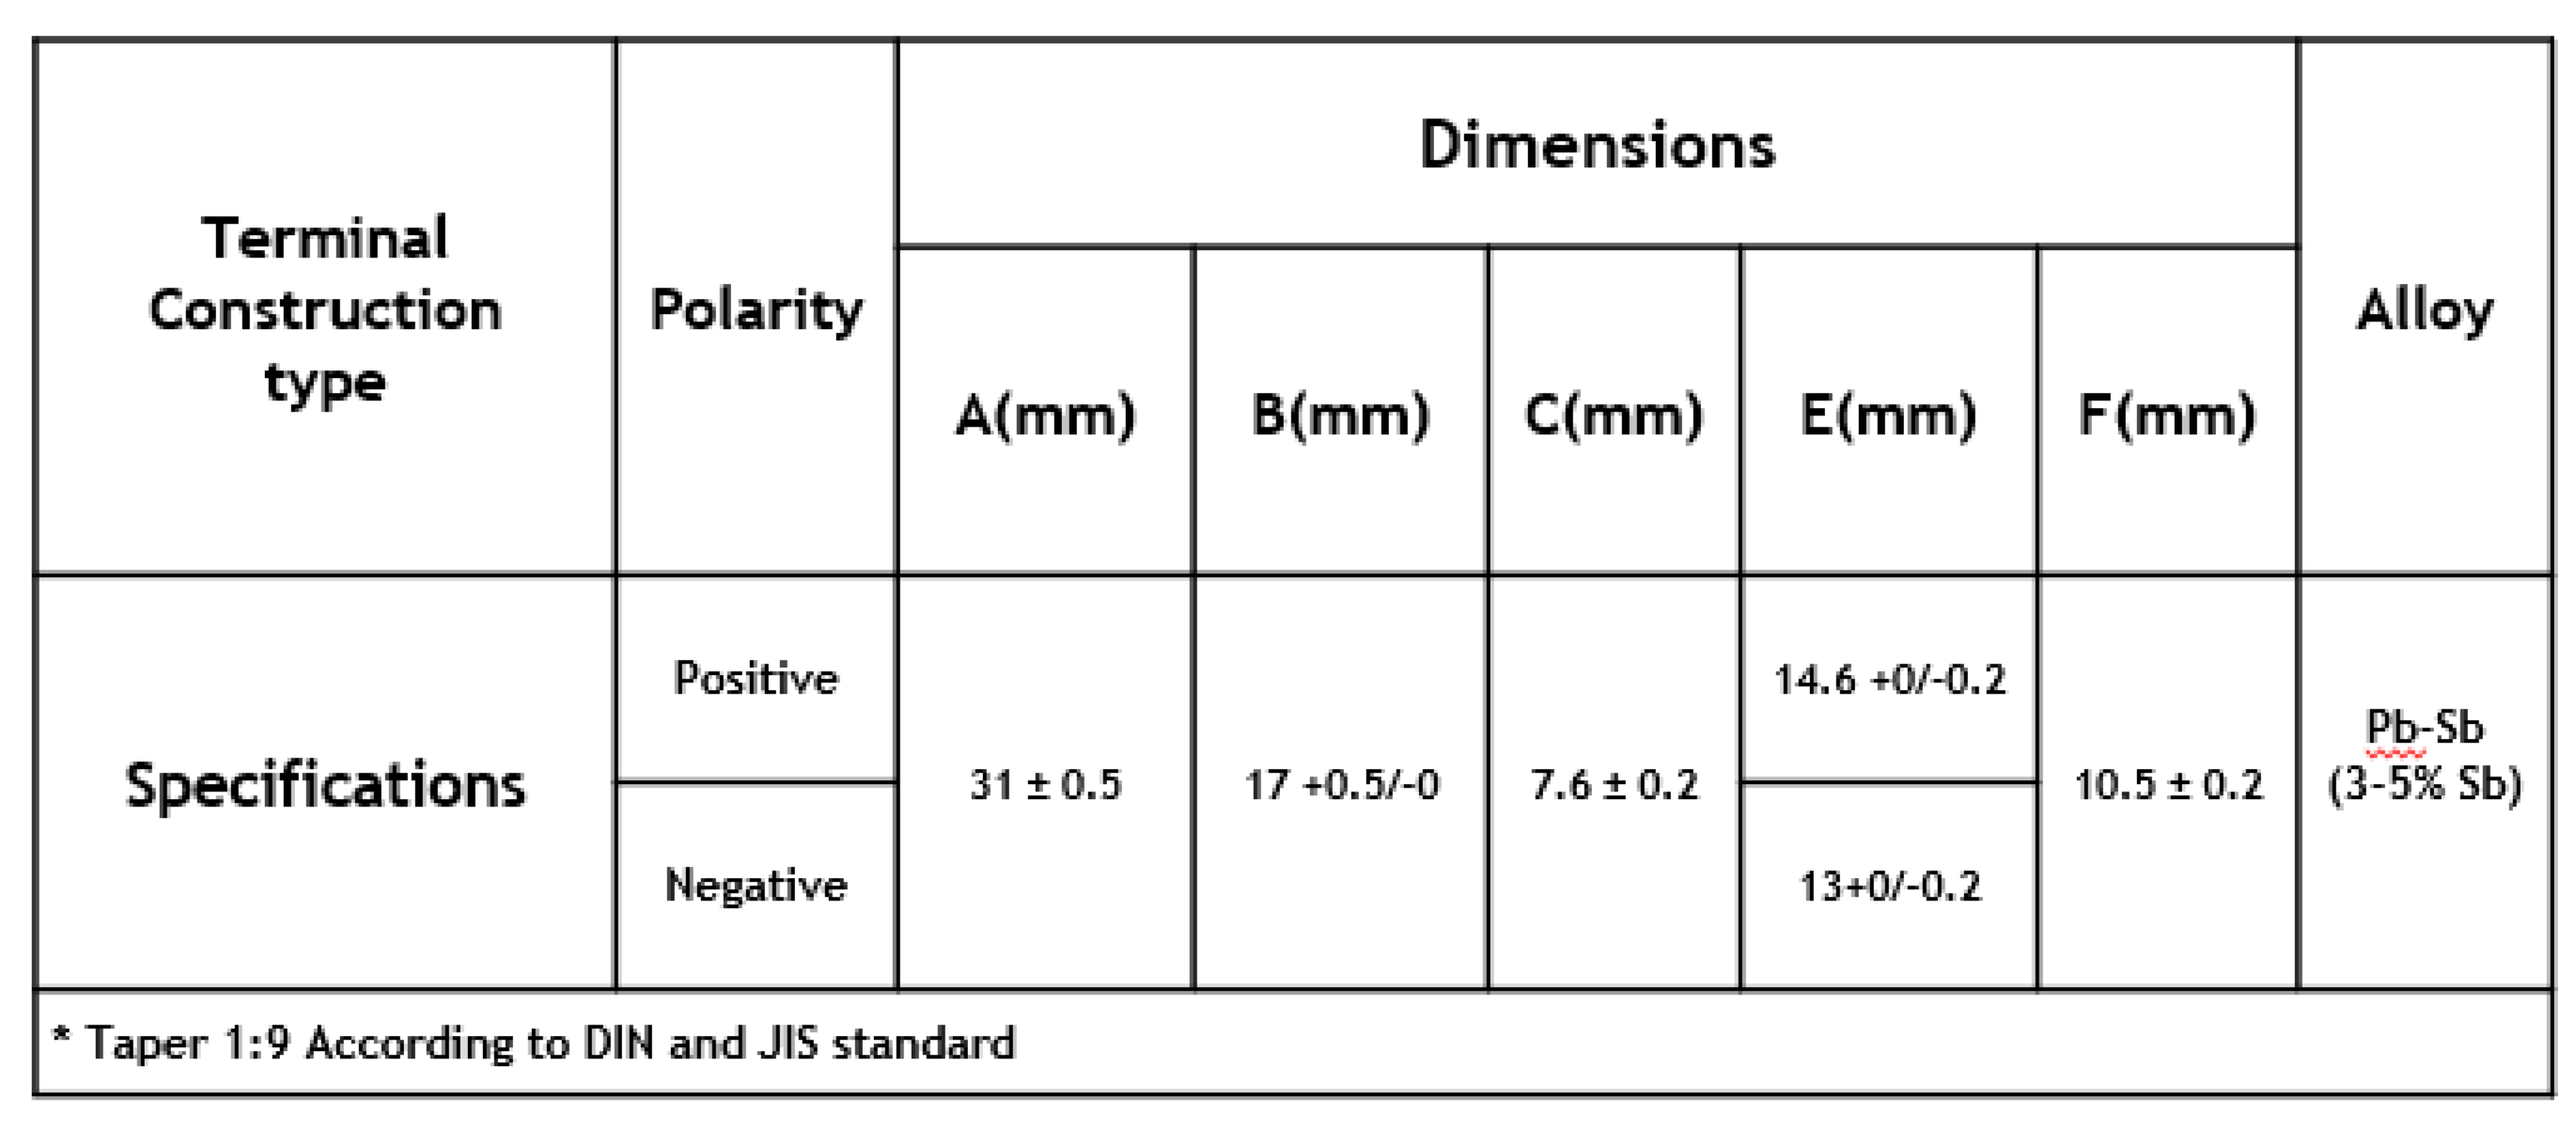 Terminal
Construction
type
Polarity
Dimensions
Alloy
A(mm)
B(mm)
C(mm)
E(mm)
F(mm)
Specifications
Positive
Negative
31 ± 0.5
17 +0.5/-0
7.6 ± 0.2
14.6 +0/-0.2
13+0/-0.2
10.5 ± 0.2
Pb-Sb
(3-5% Sb)
* Taper 1:9 According to DIN and JIS standard